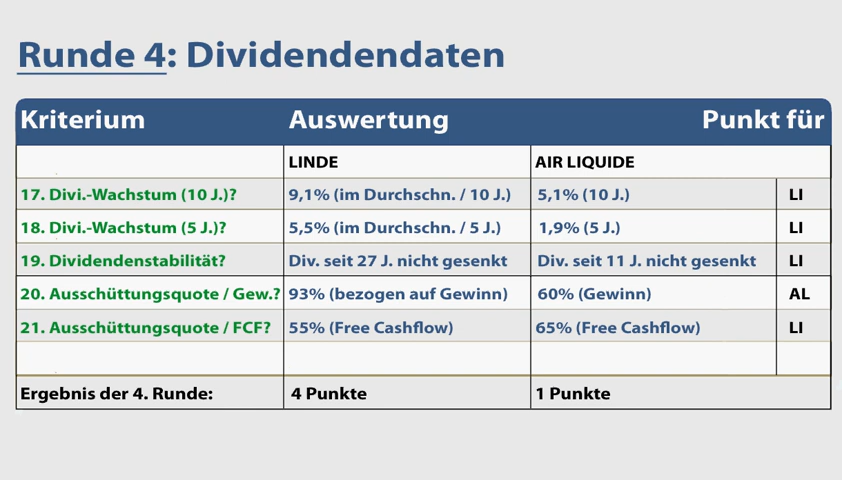 Runde 4: Dividendendaten
Kriterium Auswertung Punkt für
LINDE AIR LIQUIDE
17. Divi.-Wachstum (10 J.)? 9,1% (im Durchschn. / 10 J.) 5,1% (10 J.) LI
18. Divi.-Wachstum (5 J.)? 5,5% (im Durchschn. / 5 J.) 1,9% (5 J.) LI
19. Dividendenstabilität? Div. seit 27 J. nicht gesenkt Div. seit 11 J. nicht gesenkt LI
20. Ausschüttungsquote / Gew.? 93% (bezogen auf Gewinn) 60% (Gewinn) AL
21. Ausschüttungsquote / FCF? 55% (Free Cashflow) 65% (Free Cashflow) LI
Ergebnis der 4. Runde: 4 Punkte 1 Punkte